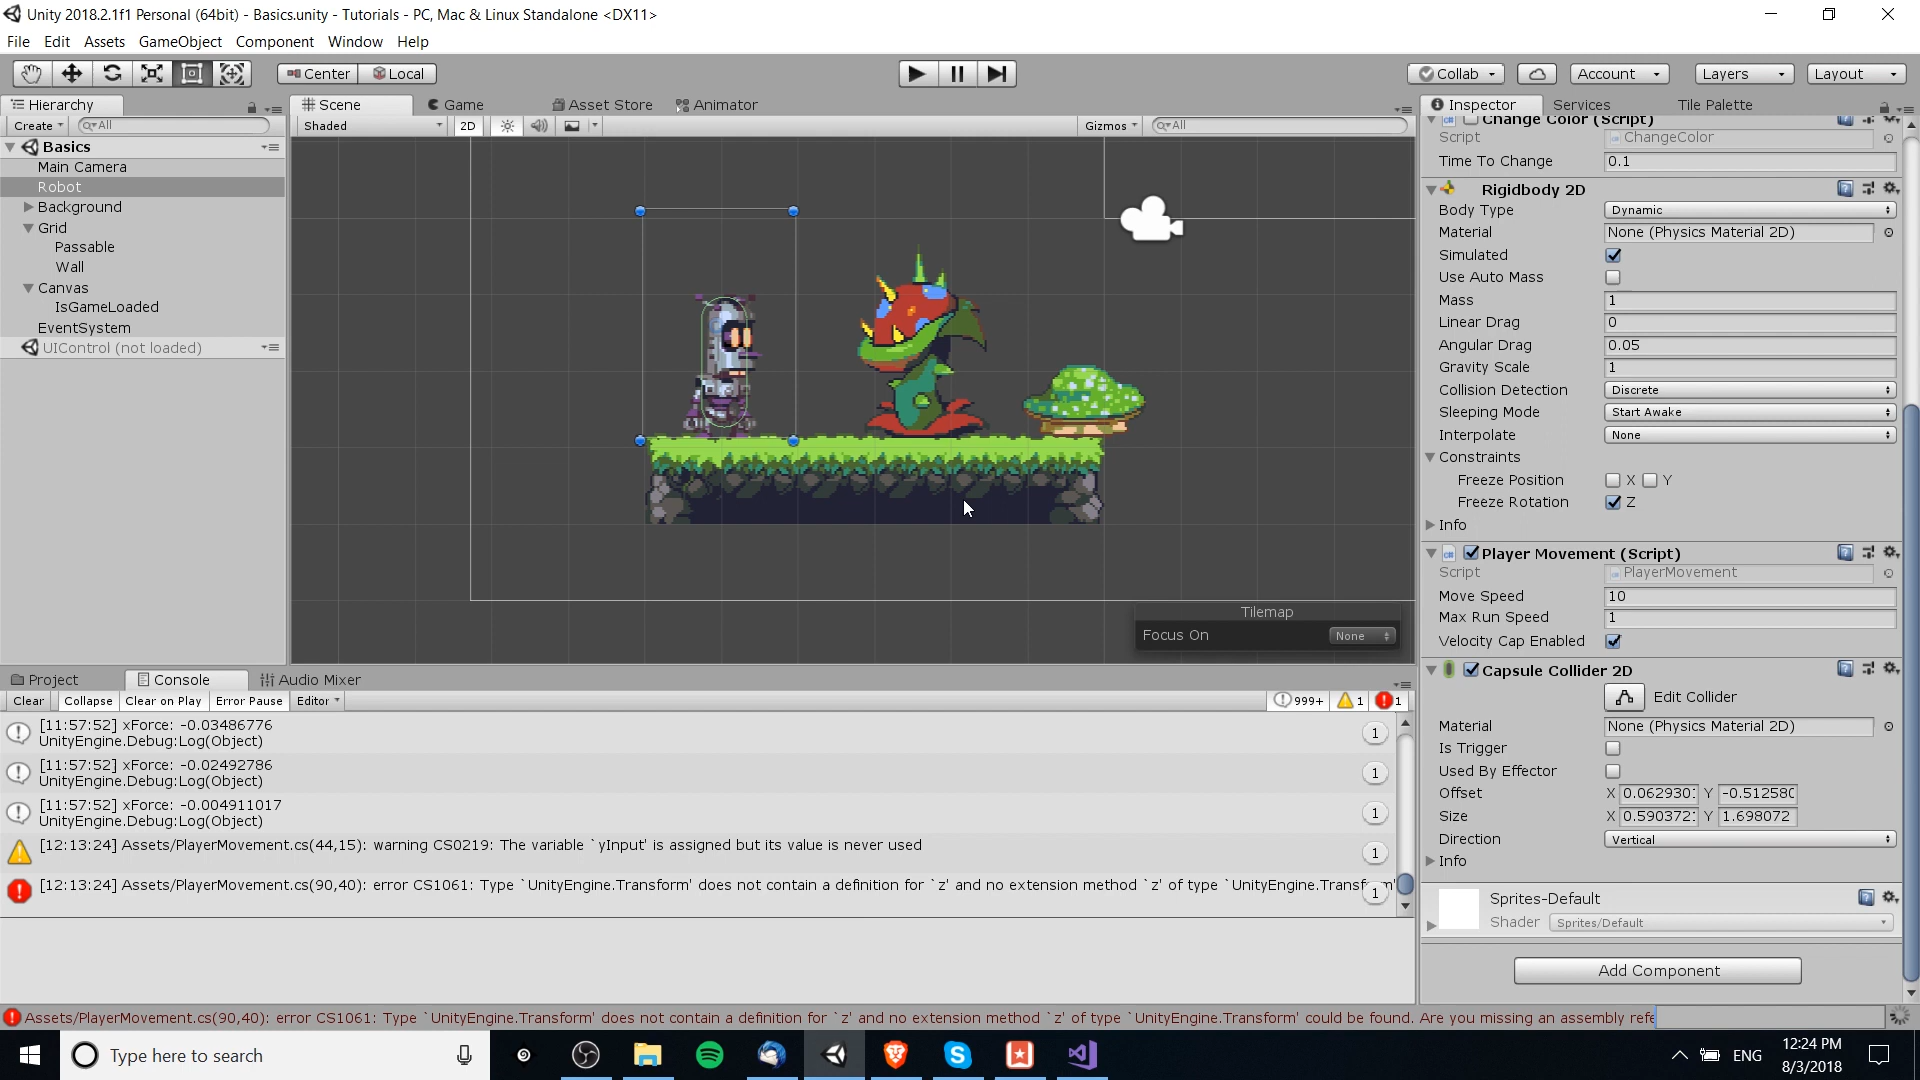 Unity 2018.2.1f1 Personal (64bit) - Basics.unity - Tutorials - PC, Mac & Linux Standalone <DX11>
File Edit Assets GameObject Component Window Help
Center Local Collab Account Layers Layout
Hierarchy
Create All
Basics
Main Camera
Robot
Background
Grid
Passable
Wall
Canvas
IsGameLoaded
EventSystem
UIControl (not loaded)
Scene Game Asset Store Animator
Shaded 2D Gizmos All
Tilemap
Focus On None
Inspector Services Tile Palette
Change Color (Script)
Script ChangeColor
Time To Change 0.1
Rigidbody 2D
Body Type Dynamic
Material None (Physics Material 2D)
Simulated
Use Auto Mass
Mass 1
Linear Drag 0
Angular Drag 0.05
Gravity Scale 1
Collision Detection Discrete
Sleeping Mode Start Awake
Interpolate None
Constraints
Freeze Position X Y
Freeze Rotation Z
Info
Player Movement (Script)
Script PlayerMovement
Move Speed 10
Max Run Speed 1
Velocity Cap Enabled
Capsule Collider 2D
Edit Collider
Material None (Physics Material 2D)
Is Trigger
Used By Effector
Offset X 0.06293 Y -0.51258
Size X 0.590372 Y 1.698072
Direction Vertical
Info
Sprites-Default
Shader Sprites/Default
Add Component
Project Console Audio Mixer
Clear Collapse Clear on Play Error Pause Editor 999+ 1 1
[11:57:52] xForce: -0.03486776
UnityEngine.Debug:Log(Object)
1
[11:57:52] xForce: -0.02492786
UnityEngine.Debug:Log(Object)
1
[11:57:52] xForce: -0.004911017
UnityEngine.Debug:Log(Object)
1
[12:13:24] Assets/PlayerMovement.cs(44,15): warning CS0219: The variable `yInput' is assigned but its value is never used
1
[12:13:24] Assets/PlayerMovement.cs(90,40): error CS1061: Type `UnityEngine.Transform' does not contain a definition for `z' and no extension method `z' of type `UnityEngine.Transform'
1
Assets/PlayerMovement.cs(90,40): error CS1061: Type `UnityEngine.Transform' does not contain a definition for `z' and no extension method `z' of type `UnityEngine.Transform' could be found. Are you missing an assembly refe
Type here to search
ENG
12:24 PM
8/3/2018